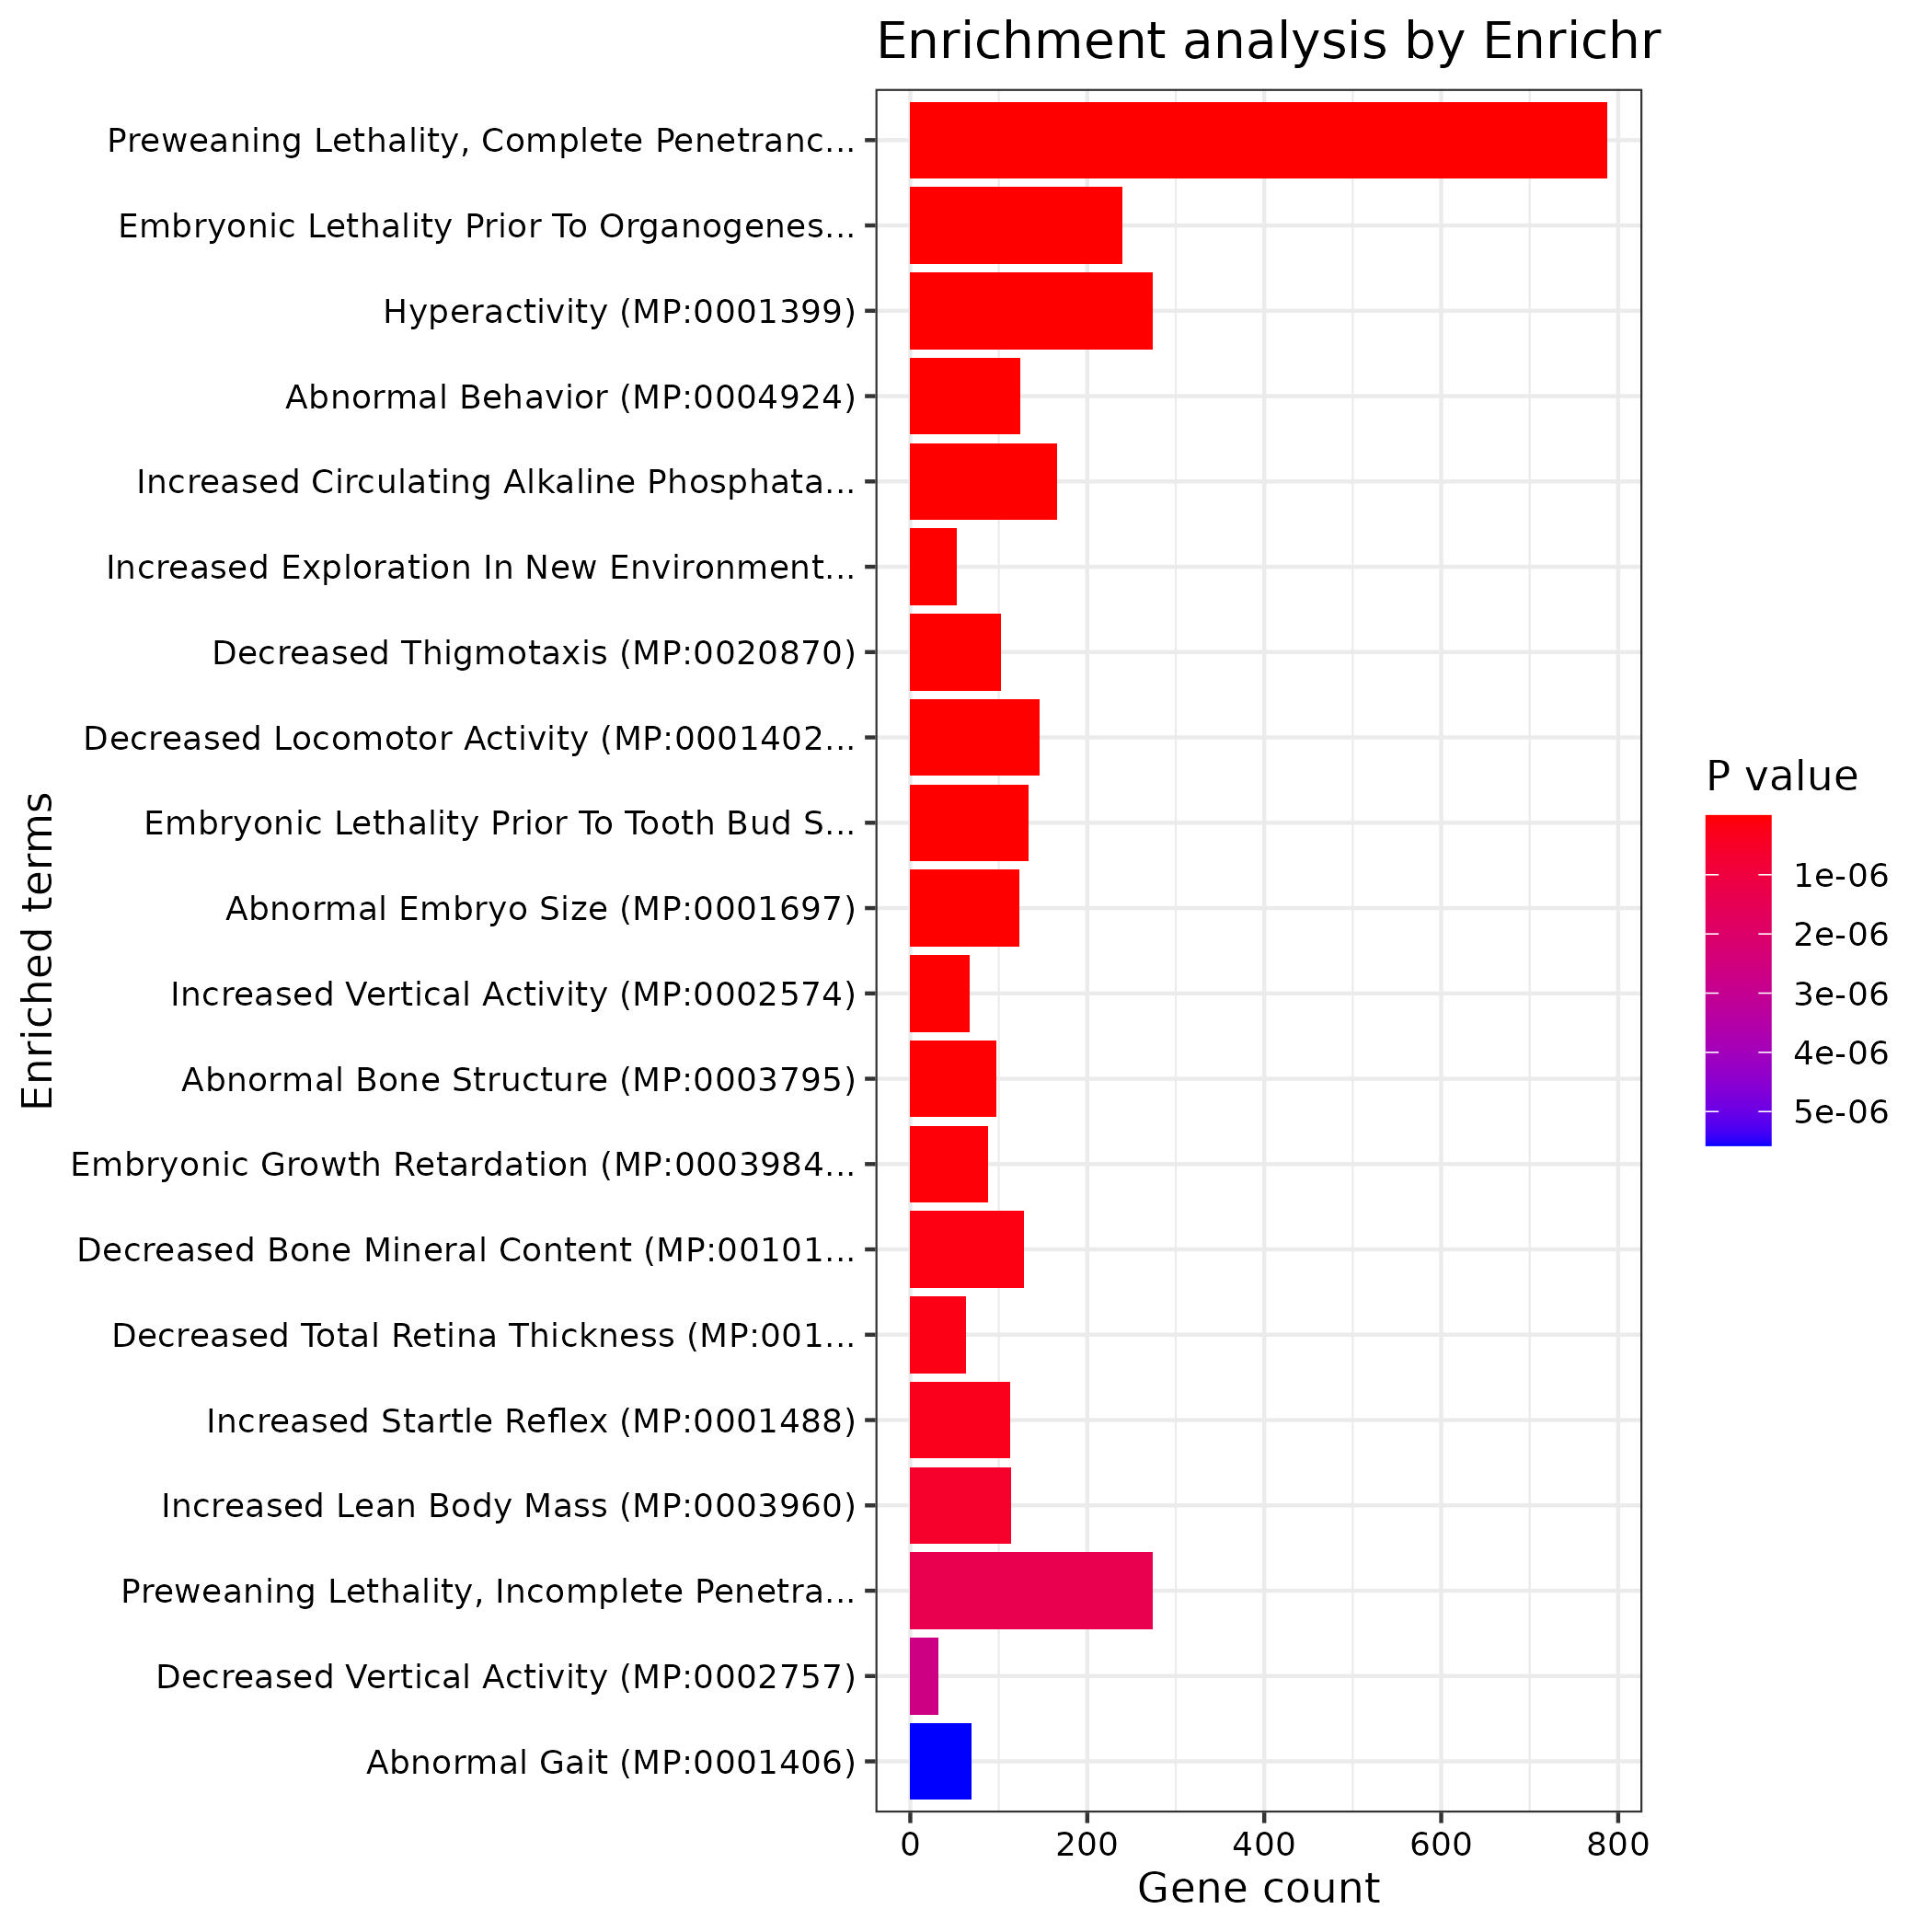 Enrichment analysis by Enrichr
Preweaning Lethality, Complete Penetranc...
Embryonic Lethality Prior To Organogenes...
Hyperactivity (MP:0001399)
Abnormal Behavior (MP:0004924)
Increased Circulating Alkaline Phosphata...
Increased Exploration In New Environment...
Decreased Thigmotaxis (MP:0020870)
Decreased Locomotor Activity (MP:0001402...
Embryonic Lethality Prior To Tooth Bud S...
Abnormal Embryo Size (MP:0001697)
Increased Vertical Activity (MP:0002574)
Abnormal Bone Structure (MP:0003795)
Embryonic Growth Retardation (MP:0003984...
Decreased Bone Mineral Content (MP:00101...
Decreased Total Retina Thickness (MP:001...
Increased Startle Reflex (MP:0001488)
Increased Lean Body Mass (MP:0003960)
Preweaning Lethality, Incomplete Penetra...
Decreased Vertical Activity (MP:0002757)
Abnormal Gait (MP:0001406)
Enriched terms
0 200 400 600 800
Gene count
P value
1e-06
2e-06
3e-06
4e-06
5e-06